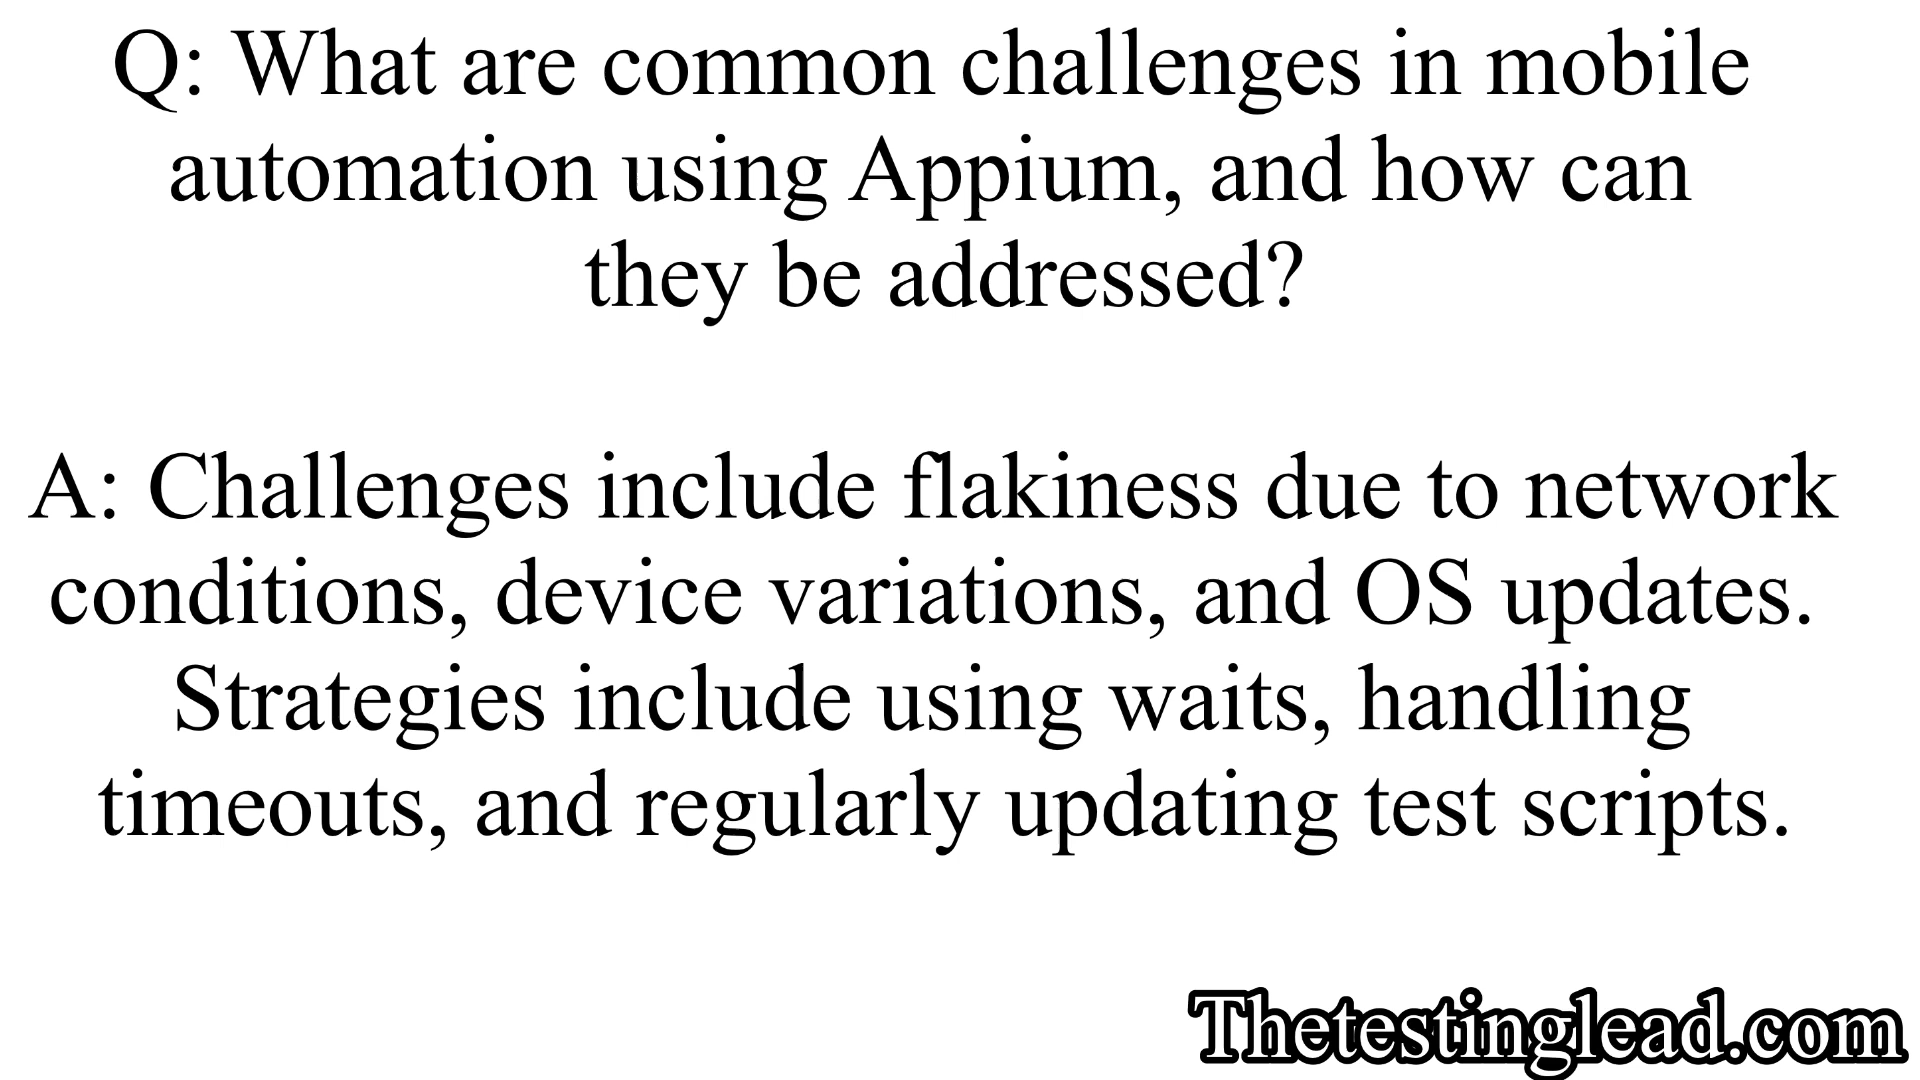 Q: What are common challenges in mobile
automation using Appium, and how can
they be addressed?
A: Challenges include flakiness due to network
conditions, device variations, and OS updates.
Strategies include using waits, handling
timeouts, and regularly updating test scripts.
Thetestinglead.com